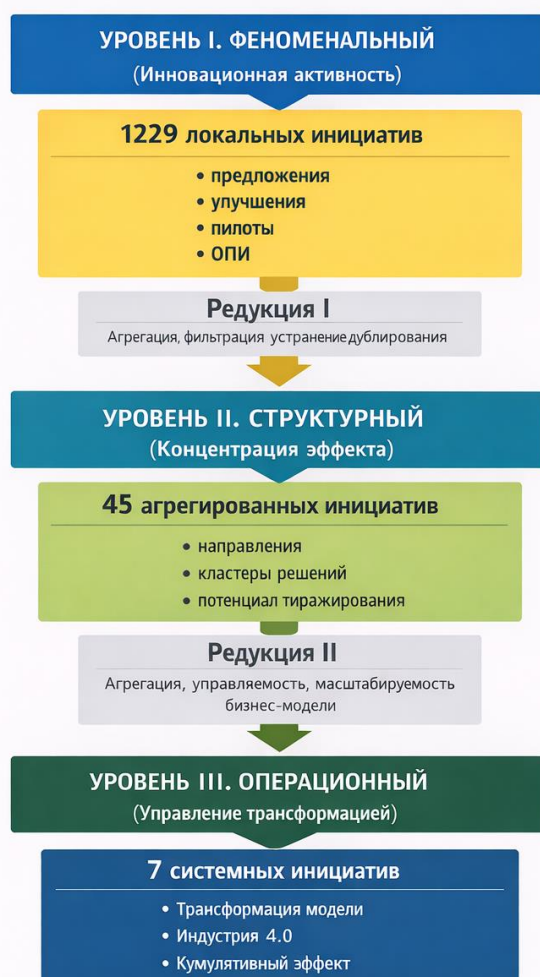 УРОВЕНЬ I. ФЕНОМЕНАЛЬНЫЙ
(Инновационная активность)
1229 локальных инициатив
• предложения
• улучшения
• пилоты
• ОПИ
Редукция I
Агрегация, фильтрация устранение дублирования
УРОВЕНЬ II. СТРУКТУРНЫЙ
(Концентрация эффекта)
45 агрегированных инициатив
• направления
• кластеры решений
• потенциал тиражирования
Редукция II
Агрегация, управляемость, масштабируемость
бизнес-модели
УРОВЕНЬ III. ОПЕРАЦИОННЫЙ
(Управление трансформацией)
7 системных инициатив
• Трансформация модели
• Индустрия 4.0
• Кумулятивный эффект